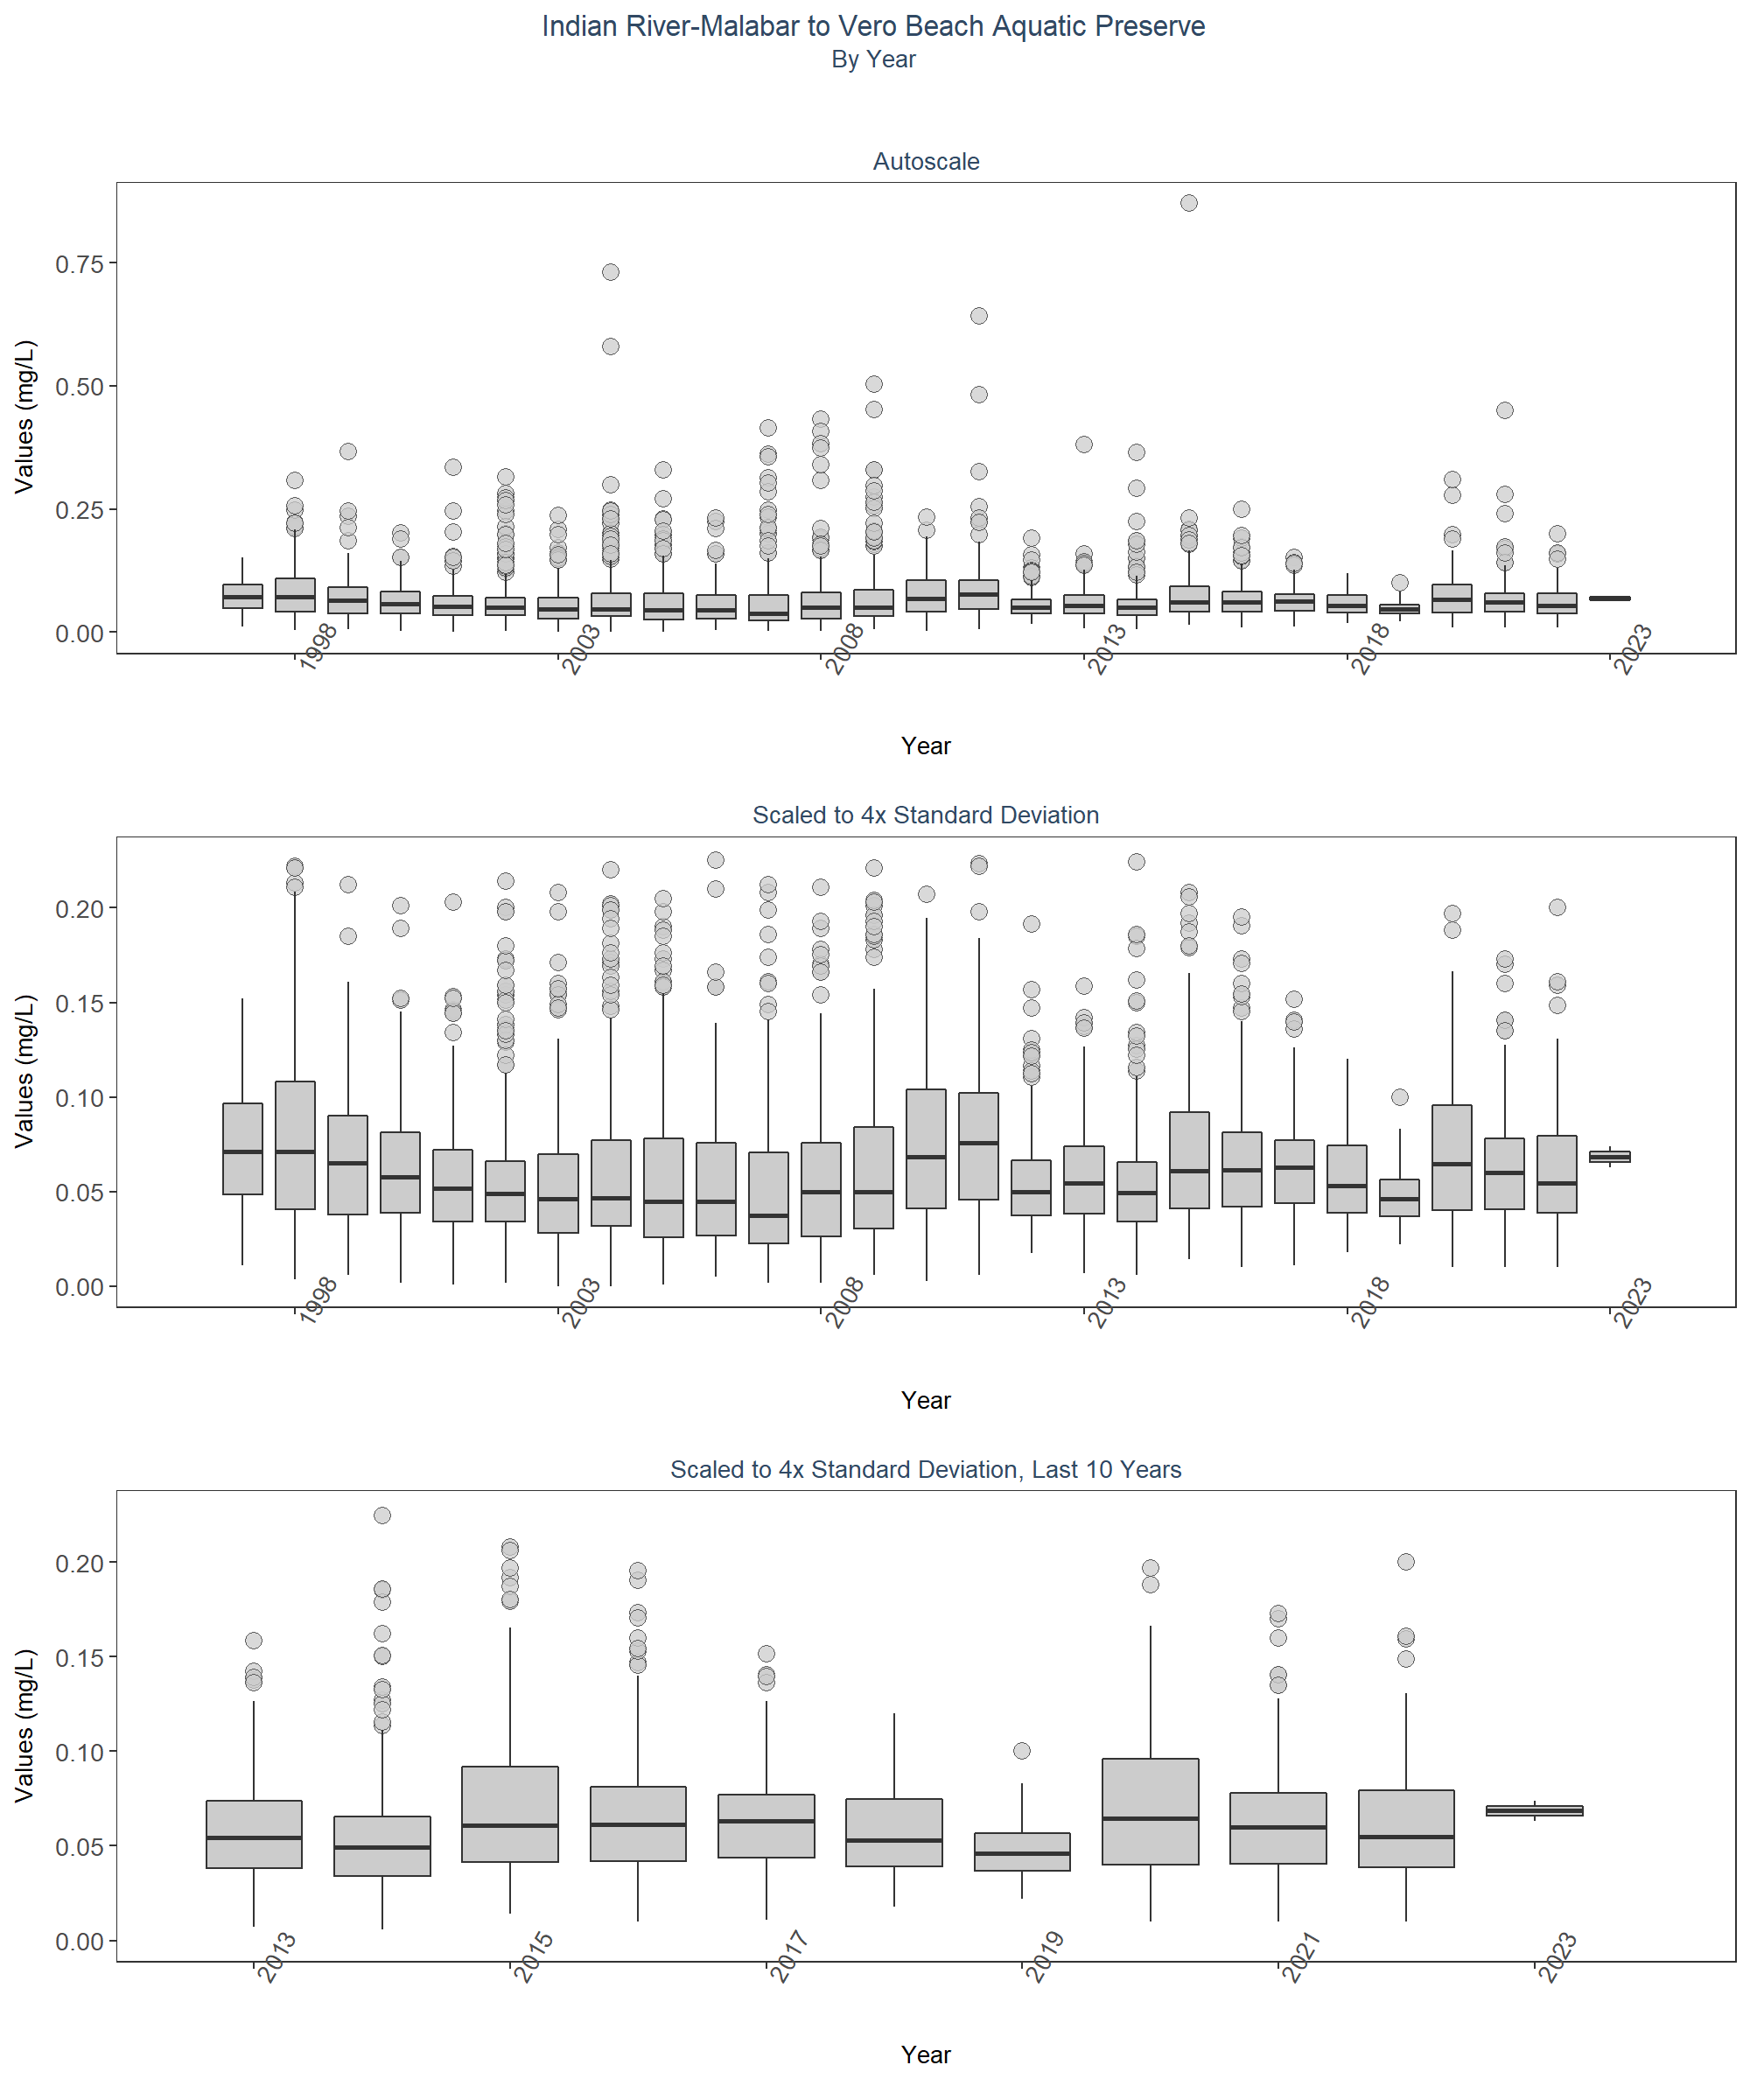 Indian River-Malabar to Vero Beach Aquatic Preserve
By Year
Autoscale
Values (mg/L)
0.75
0.50
0.25
0.00
1998
2003
2008
2013
2018
2023
Year
Scaled to 4x Standard Deviation
Values (mg/L)
0.20
0.15
0.10
0.05
0.00
1998
2003
2008
2013
2018
2023
Year
Scaled to 4x Standard Deviation, Last 10 Years
Values (mg/L)
0.20
0.15
0.10
0.05
0.00
2013
2015
2017
2019
2021
2023
Year